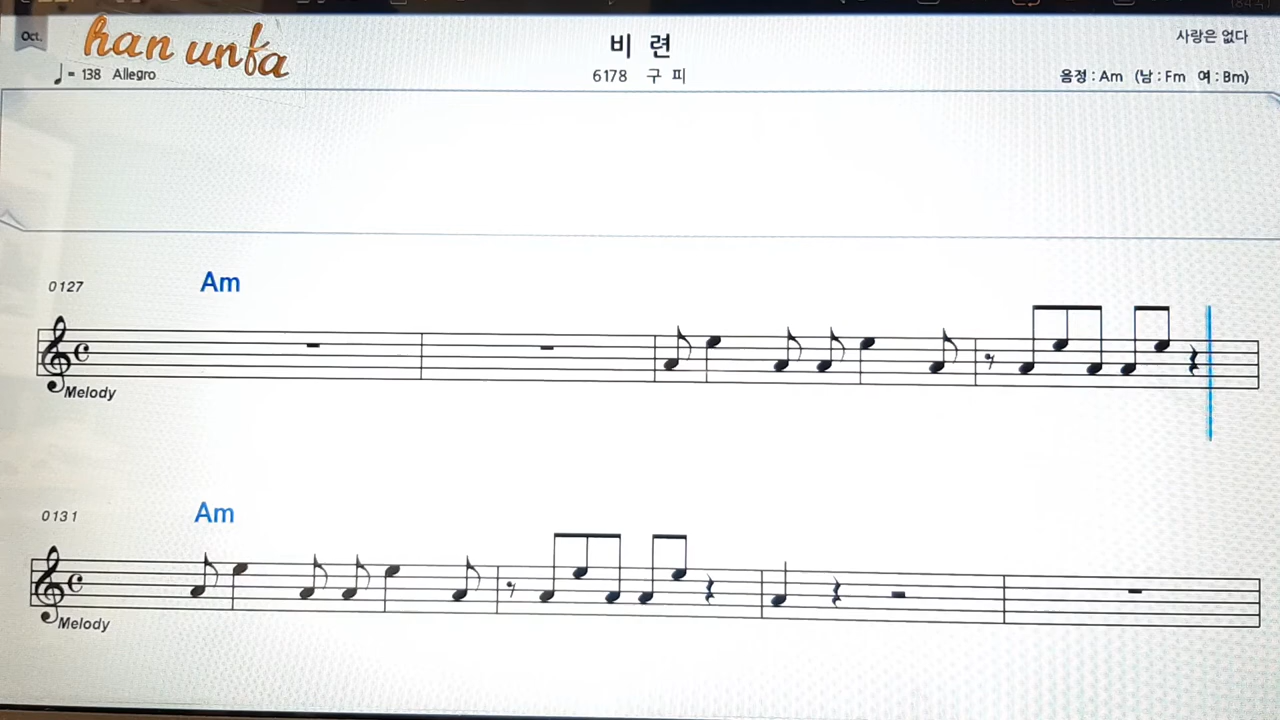 Oct.
han unfa
비 련
사랑은 없다
♩ = 138 Allegro
6178 구 피
음정 : Am (남 : Fm 여 : Bm)
0127
Am
Melody
0131
Am
Melody